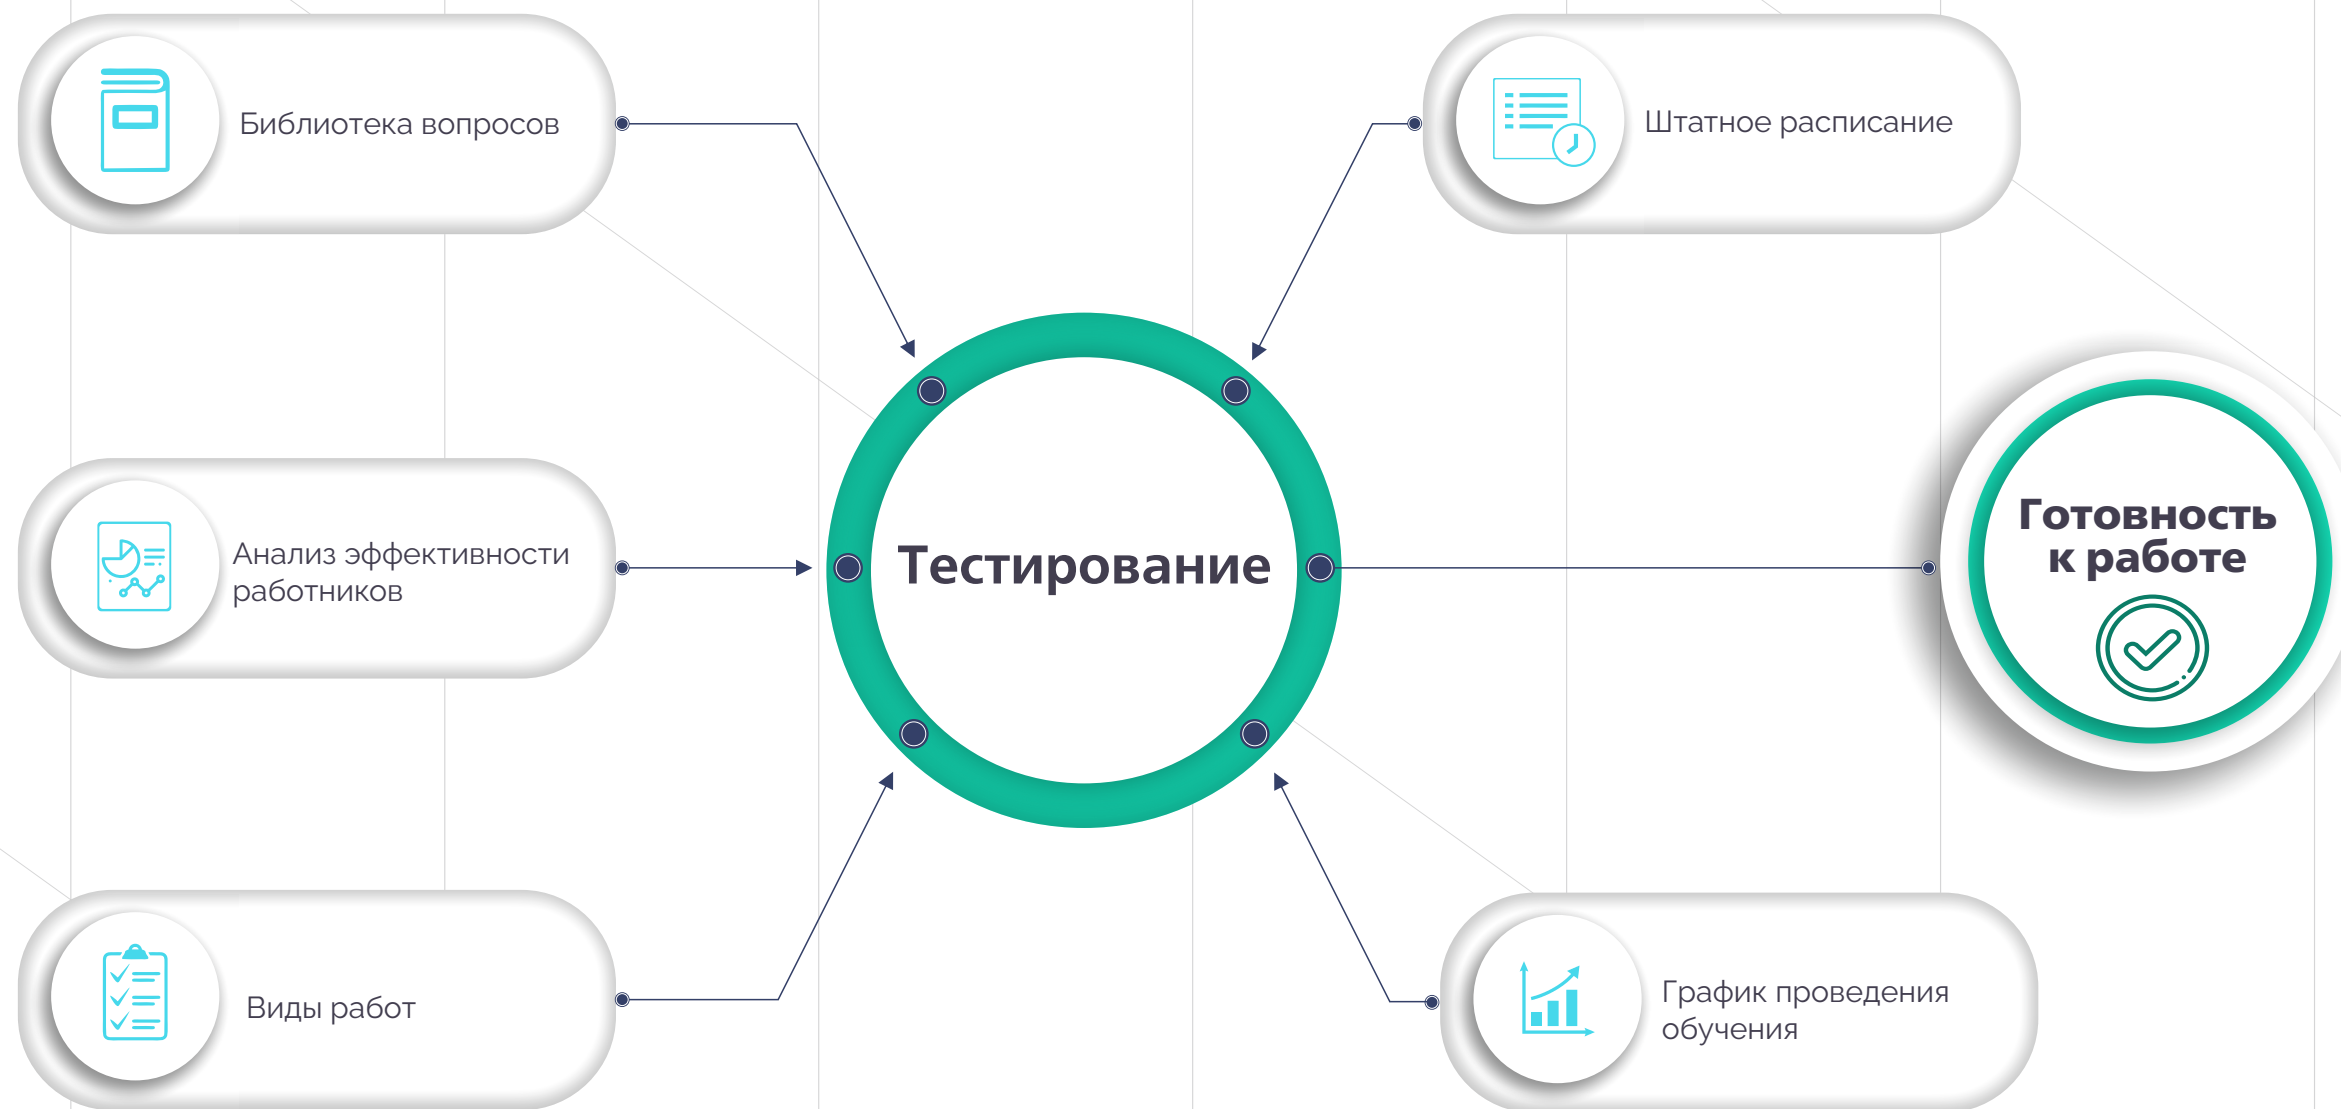 Библиотека вопросов
Штатное расписание
Анализ эффективности
работников
Тестирование
Готовность
к работе
Виды работ
График проведения
обучения